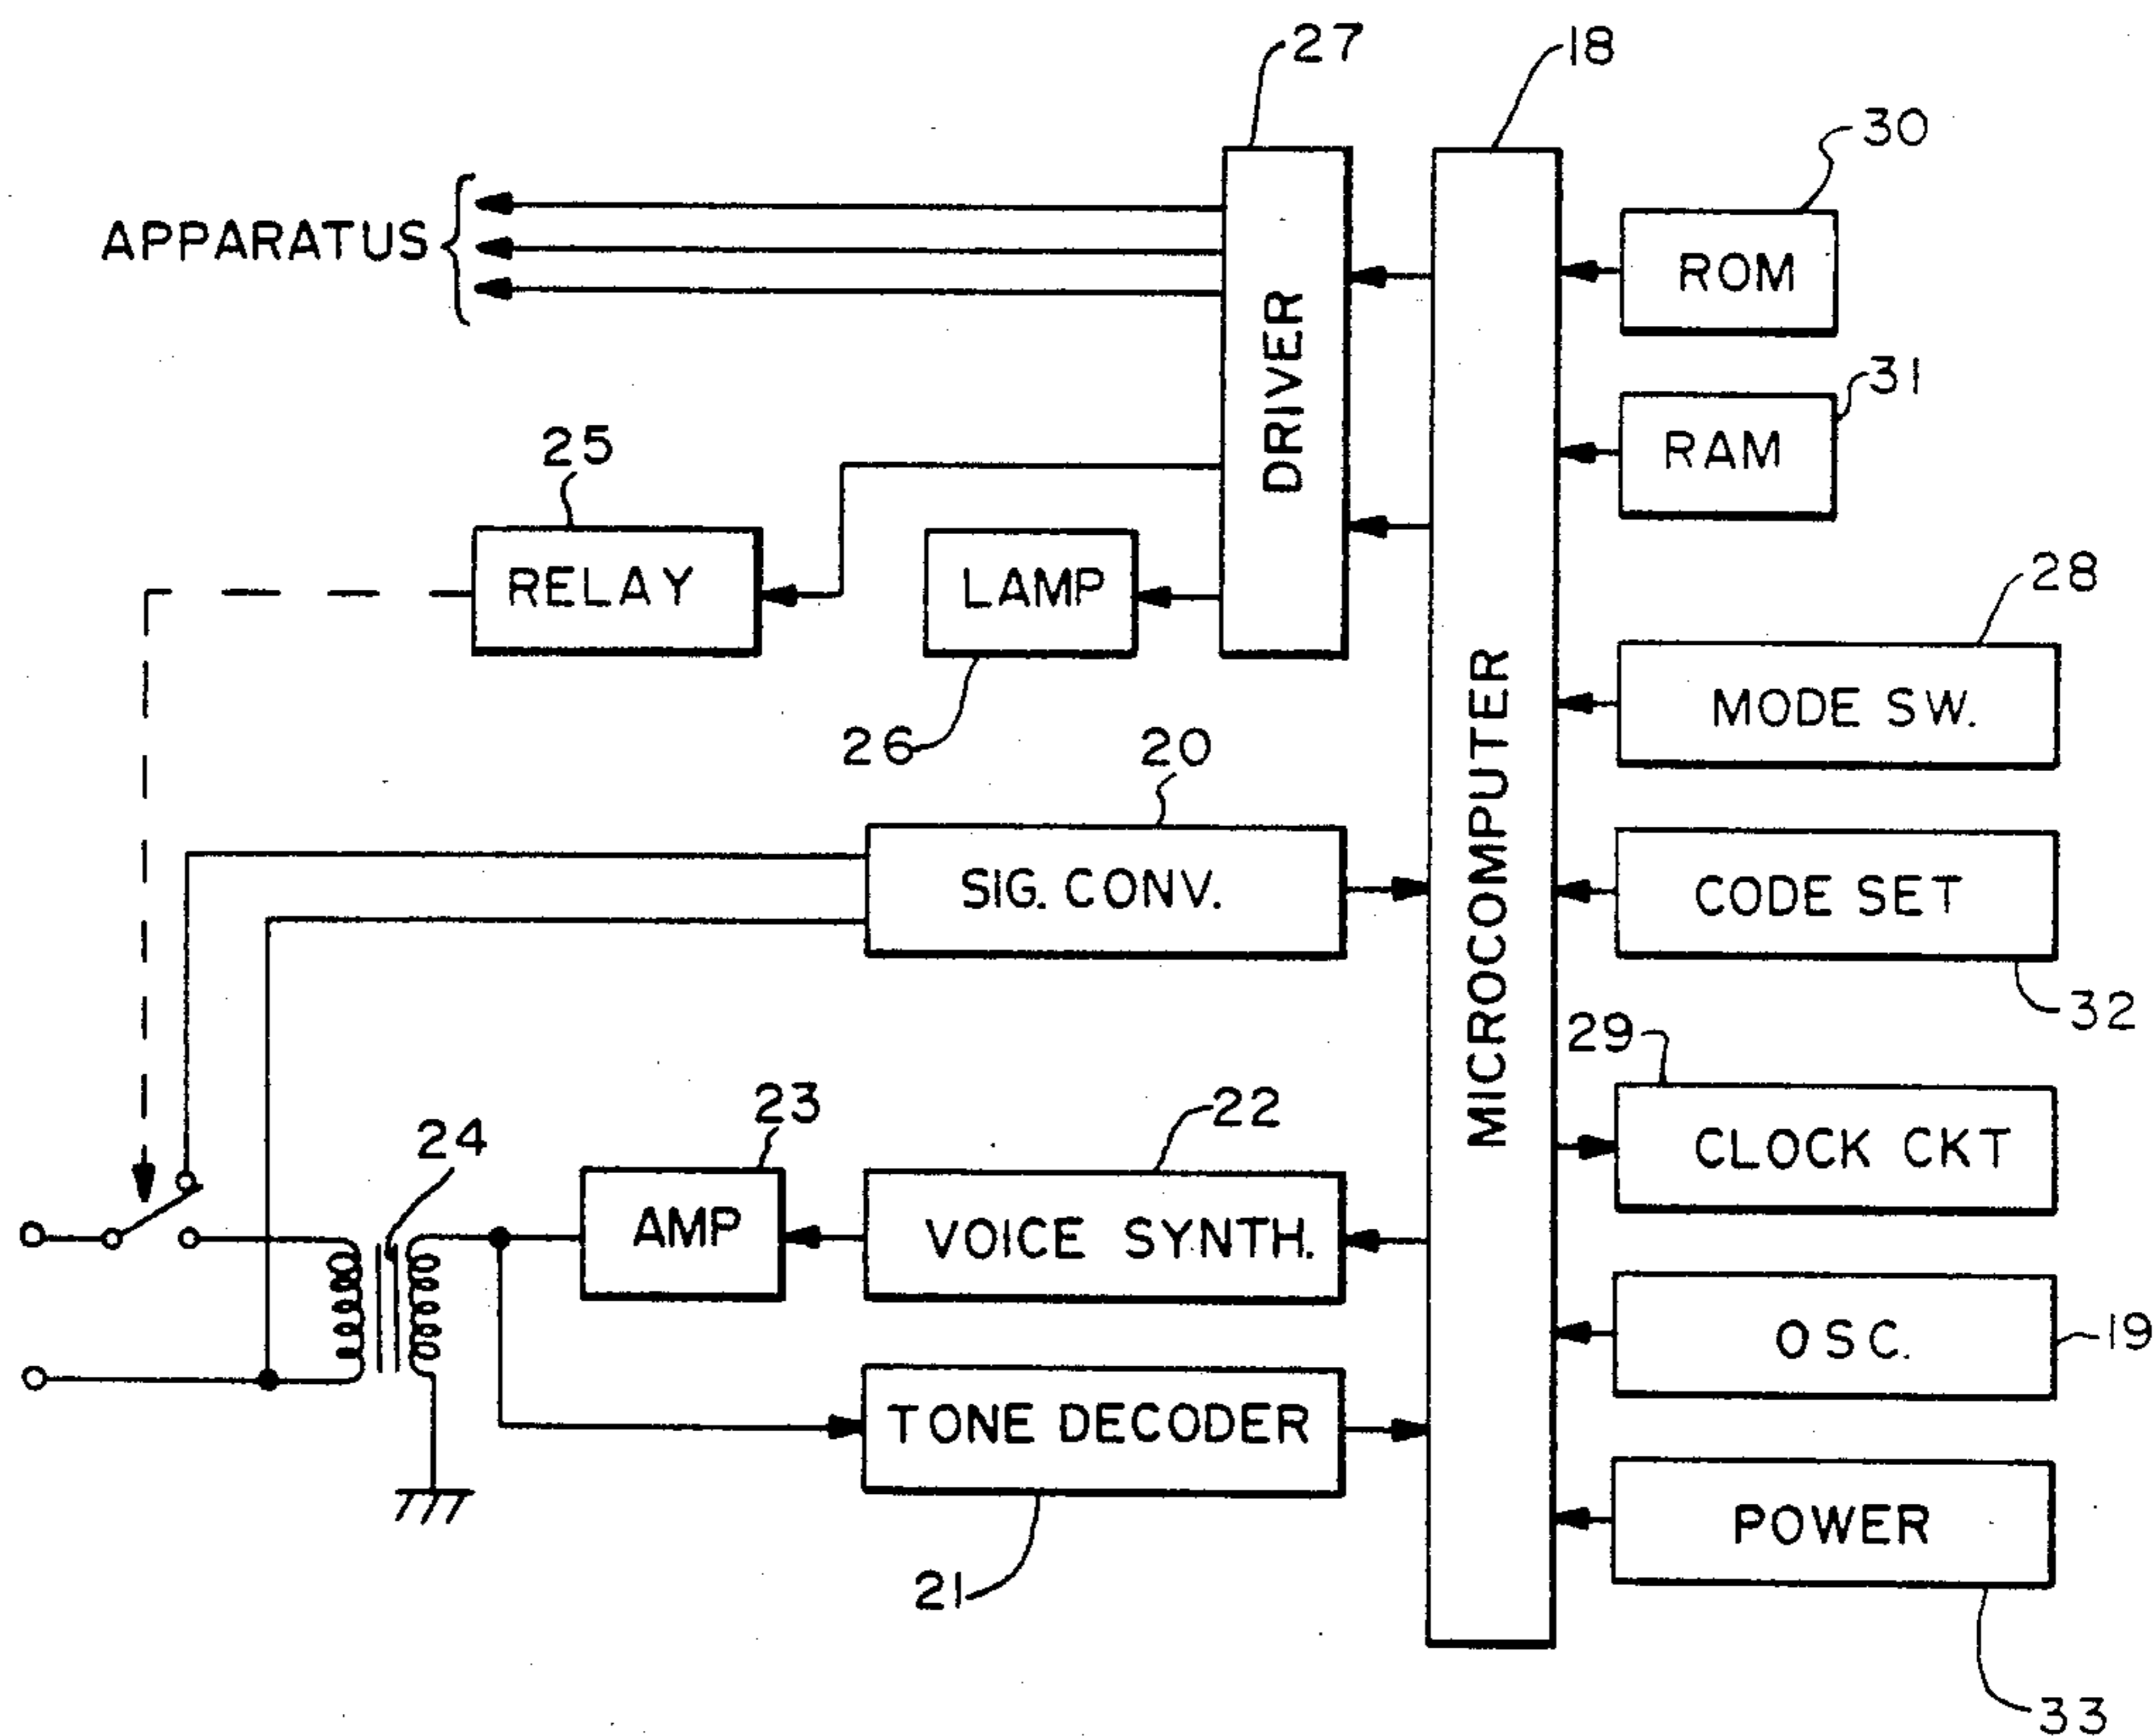 27
18
30
APPARATUS
ROM
DRIVER
31
RAM
25
RELAY
LAMP
28
MODE SW.
26
20
MICROCOMPUTER
SIG. CONV.
CODE SET
32
29
23
22
24
CLOCK CKT
AMP
VOICE SYNTH.
OSC.
19
TONE DECODER
POWER
21
33